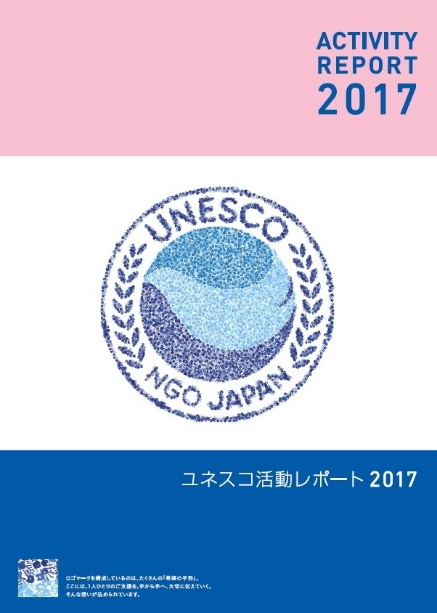 ACTIVITY
REPORT
2017
UNESCO
NGO JAPAN
ユネスコ活動レポート 2017
ロゴマークを構成しているのは、たくさんの「善意の手形」。
ここには、1人ひとりのご支援を、手から手へ、大切に伝えていく。
そんな想いが込められています。